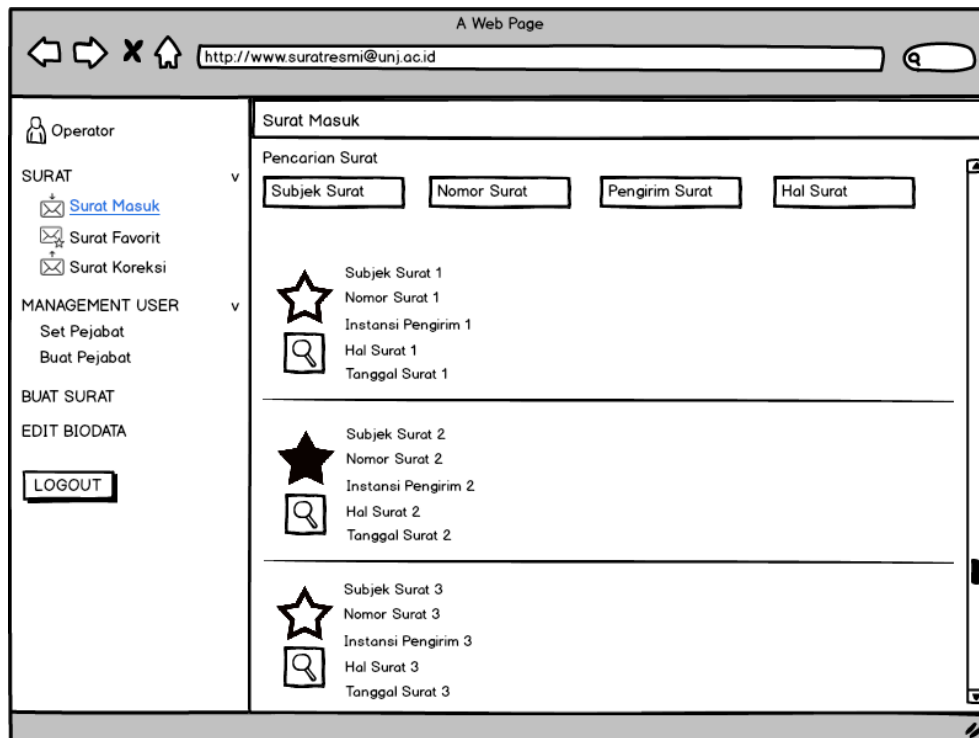 A Web Page
http://www.suratresmi@unj.ac.id
Operator
SURAT v
Surat Masuk
Surat Favorit
Surat Koreksi
MANAGEMENT USER v
Set Pejabat
Buat Pejabat
BUAT SURAT
EDIT BIODATA
LOGOUT
Surat Masuk
Pencarian Surat
Subjek Surat Nomor Surat Pengirim Surat Hal Surat
Subjek Surat 1
Nomor Surat 1
Instansi Pengirim 1
Hal Surat 1
Tanggal Surat 1
Subjek Surat 2
Nomor Surat 2
Instansi Pengirim 2
Hal Surat 2
Tanggal Surat 2
Subjek Surat 3
Nomor Surat 3
Instansi Pengirim 3
Hal Surat 3
Tanggal Surat 3